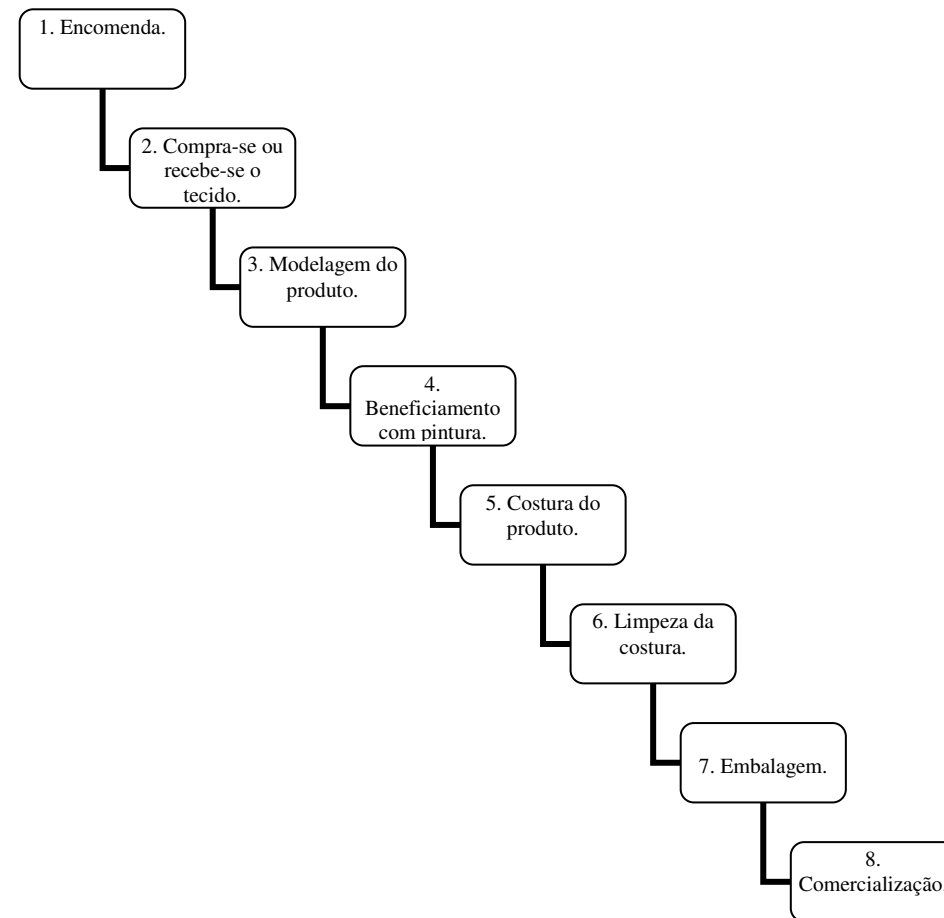 1. Encomenda.
2. Compra-se ou
recebe-se o
tecido.
3. Modelagem do
produto.
4.
Beneficiamento
com pintura.
5. Costura do
produto.
6. Limpeza da
costura.
7. Embalagem.
8.
Comercialização.